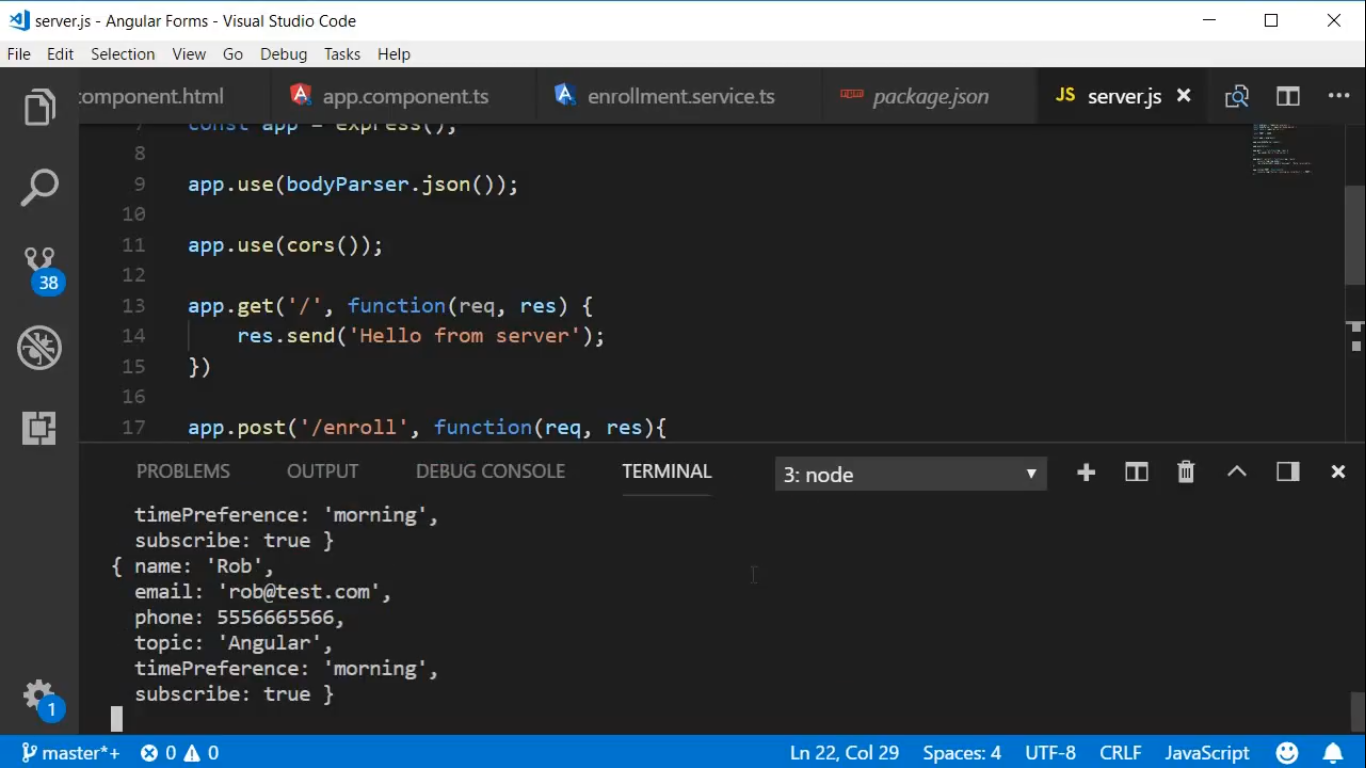 server.js - Angular Forms - Visual Studio Code
File Edit Selection View Go Debug Tasks Help
component.html app.component.ts enrollment.service.ts package.json JS server.js
7 const app = express();
8
9 app.use(bodyParser.json());
10
11 app.use(cors());
12
13 app.get('/', function(req, res) {
14 res.send('Hello from server');
15 })
16
17 app.post('/enroll', function(req, res){
38
PROBLEMS OUTPUT DEBUG CONSOLE TERMINAL 3: node
timePreference: 'morning',
subscribe: true }
{ name: 'Rob',
email: 'rob@test.com',
phone: 5556665566,
topic: 'Angular',
timePreference: 'morning',
subscribe: true }
1
master*+ 0 0 Ln 22, Col 29 Spaces: 4 UTF-8 CRLF JavaScript